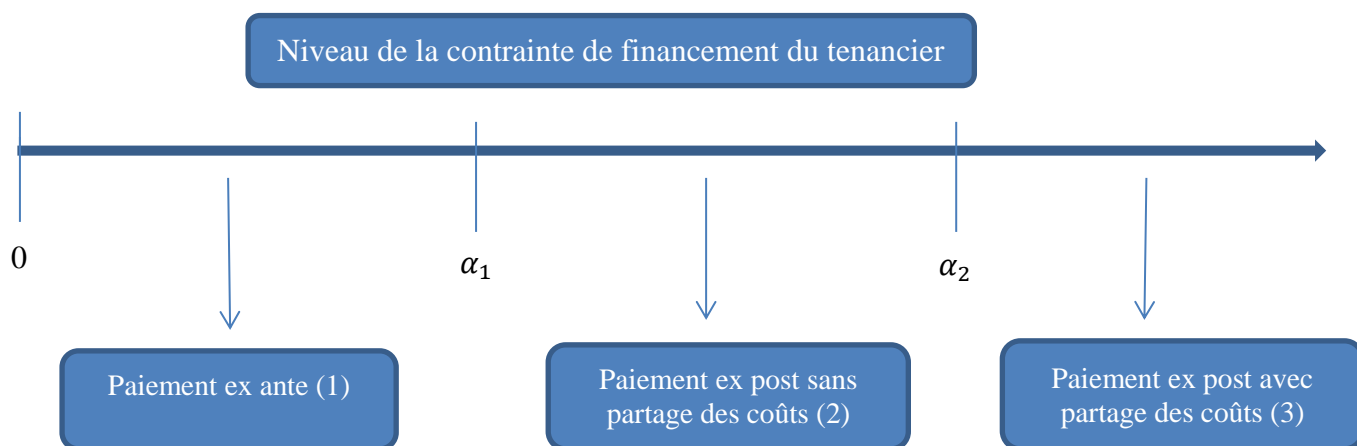 Niveau de la contrainte de financement du tenancier
0
α₁
α₂
Paiement ex ante (1)
Paiement ex post sans
partage des coûts (2)
Paiement ex post avec
partage des coûts (3)